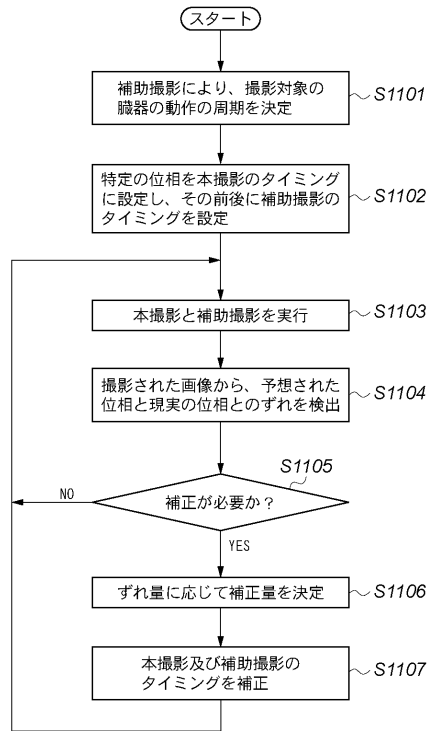 スタート
補助撮影により、撮影対象の
臓器の動作の周期を決定
S1101
特定の位相を本撮影のタイミング
に設定し、その前後に補助撮影の
タイミングを設定
S1102
本撮影と補助撮影を実行
S1103
撮影された画像から、予想された
位相と現実の位相とのずれを検出
S1104
S1105
補正が必要か？
NO
YES
ずれ量に応じて補正量を決定
S1106
本撮影及び補助撮影の
タイミングを補正
S1107